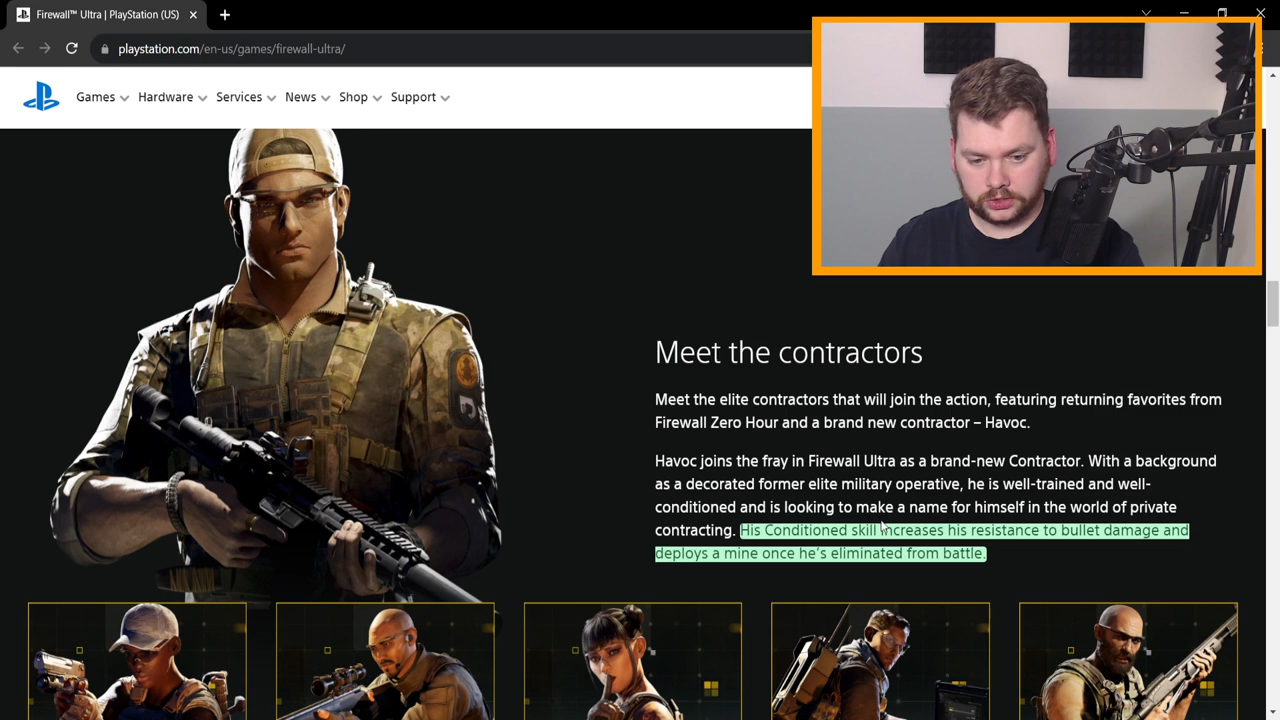 Firewall™ Ultra | PlayStation (US)
playstation.com/en-us/games/firewall-ultra/
Games Hardware Services News Shop Support
Meet the contractors
Meet the elite contractors that will join the action, featuring returning favorites from
Firewall Zero Hour and a brand new contractor – Havoc.
Havoc joins the fray in Firewall Ultra as a brand-new Contractor. With a background
as a decorated former elite military operative, he is well-trained and well-
conditioned and is looking to make a name for himself in the world of private
contracting. His Conditioned skill increases his resistance to bullet damage and
deploys a mine once he’s eliminated from battle.